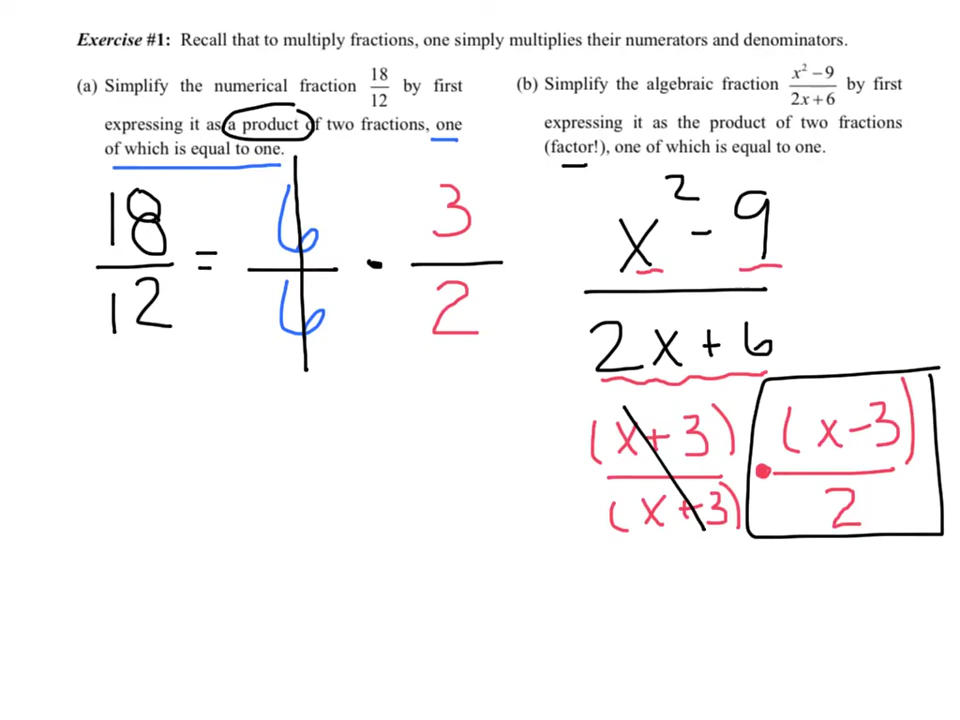 Exercise #1: Recall that to multiply fractions, one simply multiplies their numerators and denominators.
(a) Simplify the numerical fraction 18/12 by first
expressing it as a product of two fractions, one
of which is equal to one.
18/12 = 6/6 · 3/2
(b) Simplify the algebraic fraction x² – 9/2x + 6 by first
expressing it as the product of two fractions
(factor!), one of which is equal to one.
x² - 9
2x + 6
(x+3) (x-3)
(x+3) · 2